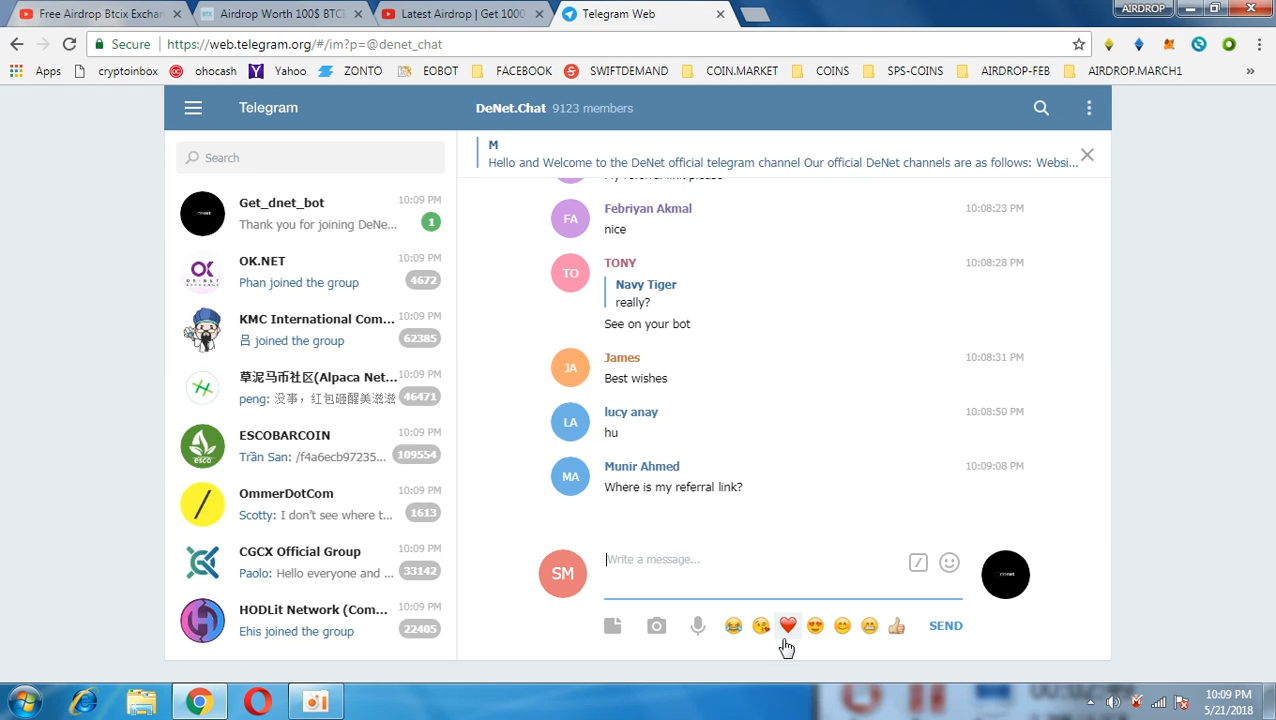 Free Airdrop Btcix Exchan
Airdrop Worth 100$ BTCI
Latest Airdrop | Get 1000
Telegram Web
AIRDROP
Secure
https://web.telegram.org/#/im?p=@denet_chat
Apps
cryptoinbox
ohocash
Yahoo
ZONTO
EOBOT
FACEBOOK
SWIFTDEMAND
COIN.MARKET
COINS
SPS-COINS
AIRDROP-FEB
AIRDROP.MARCH1
»
Telegram
DeNet.Chat 9123 members
Search
M
Hello and Welcome to the DeNet official telegram channel Our official DeNet channels are as follows: Websi...
Get_dnet_bot 10:09 PM
Thank you for joining DeNe... 1
OK.NET 10:09 PM
Phan joined the group 4672
KMC International Com... 10:09 PM
吕 joined the group 62385
草泥马币社区(Alpaca Net... 10:09 PM
peng: 没事，红包砸醒美滋滋 46471
ESCOBARCOIN 10:09 PM
Trần San: /f4a6ecb97235... 109554
esco
OmmerDotCom 10:09 PM
Scotty: I don't see where t... 1613
CGCX Official Group 10:09 PM
Paolo: Hello everyone and ... 33142
HODLit Network (Com... 10:09 PM
Ehis joined the group 22405
My referral link please
FA
Febriyan Akmal 10:08:23 PM
nice
TO
TONY 10:08:28 PM
Navy Tiger
really?
See on your bot
JA
James 10:08:31 PM
Best wishes
LA
lucy anay 10:08:50 PM
hu
MA
Munir Ahmed 10:09:08 PM
Where is my referral link?
SM
Write a message...
SEND
10:09 PM
5/21/2018